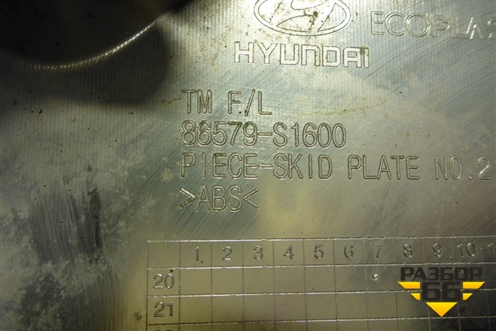 ECOPLAS
HYUNDAI
TM F/L
86579-S1600
PIECE-SKID PLATE NO.2
>ABS<
1 2 3 4 5 6 7 8 9 10 1
20
21
РАЗБОР
66